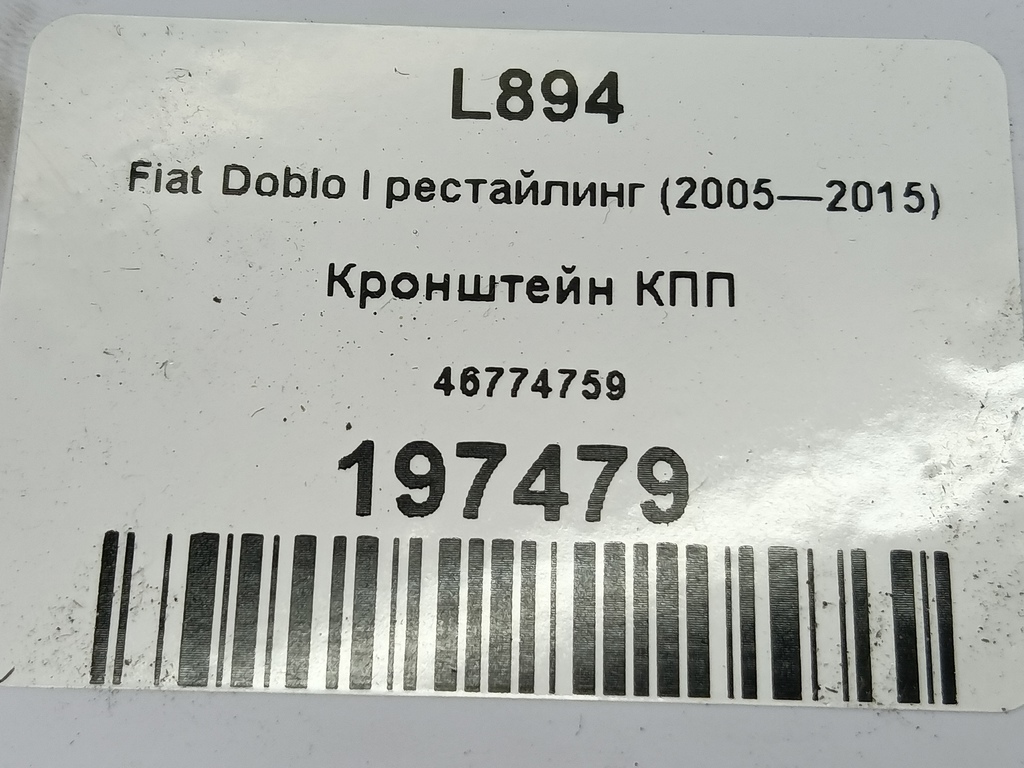 L894
Fiat Doblo I рестайлинг (2005—2015)
Кронштейн КПП
46774759
197479